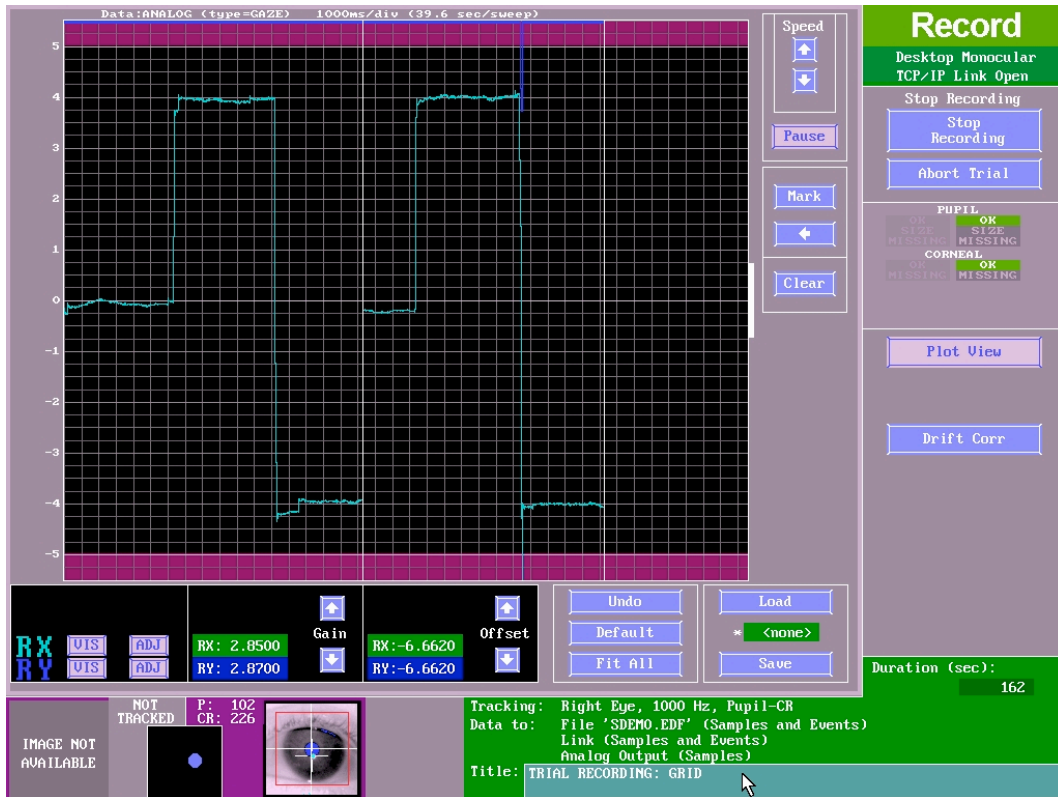 Data:ANALOG (type=GAZE) 1000ms/div (39.6 sec/sweep)
5
4
3
2
1
0
-1
-2
-3
-4
-5
Speed
Pause
Mark
Clear
Record
Desktop Monocular
TCP/IP Link Open
Stop Recording
Stop
Recording
Abort Trial
PUPIL
OK OK
SIZE SIZE
MISSING MISSING
CORNEAL
OK OK
MISSING MISSING
Plot View
Drift Corr
Duration (sec):
162
RX VIS ADJ
RY VIS ADJ
RX: 2.8500
RY: 2.8700
Gain
RX:-6.6620
RY:-6.6620
Offset
Undo
Default
Fit All
Load
* <none>
Save
IMAGE NOT
AVAILABLE
NOT
TRACKED
P: 102
CR: 226
Tracking: Right Eye, 1000 Hz, Pupil-CR
Data to: File 'SDEMO.EDF' (Samples and Events)
Link (Samples and Events)
Analog Output (Samples)
Title: TRIAL RECORDING: GRID